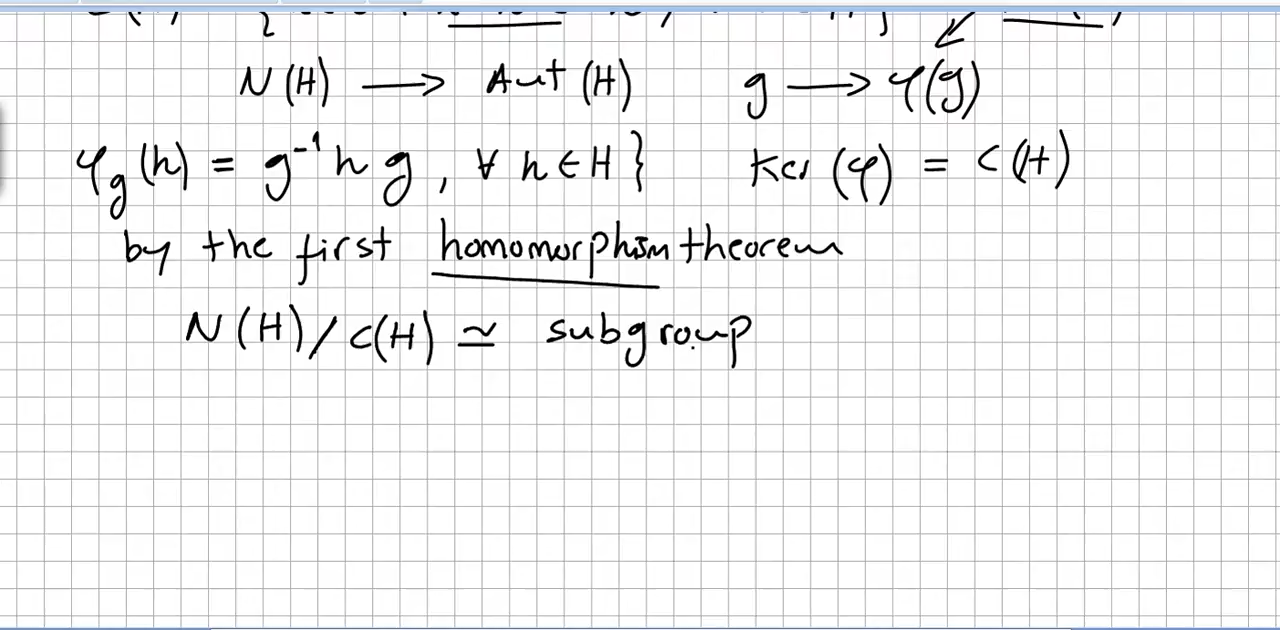 N(H) → Aut(H) g → φ(g)
φ_g(h) = g⁻¹hg, ∀ h ∈ H} Ker(φ) = C(H)
by the first homomorphism theorem
N(H)/C(H) ≃ subgroup